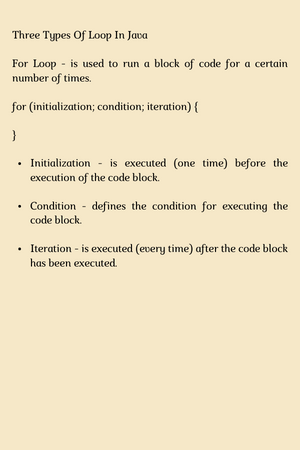 Three Types Of Loop In Java
For Loop - is used to run a block of code for a certain
number of times.
for (initialization; condition; iteration) {
}
• Initialization - is executed (one time) before the
execution of the code block.
• Condition - defines the condition for executing the
code block.
• Iteration - is executed (every time) after the code block
has been executed.